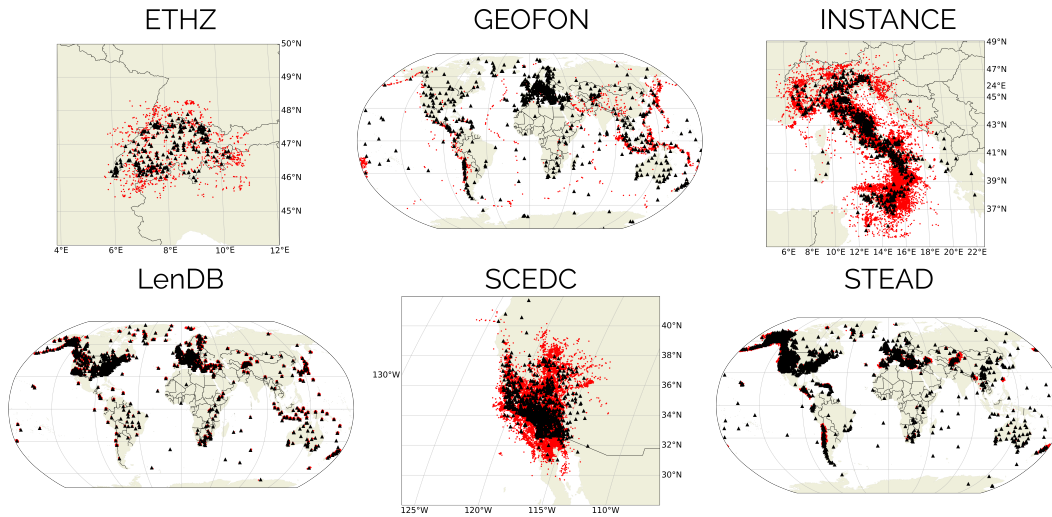 ETHZ
GEOFON
INSTANCE
50°N
49°N
48°N
47°N
46°N
45°N
4°E 6°E 8°E 10°E 12°E
49°N
47°N
24°E
45°N
43°N
41°N
39°N
37°N
6°E 8°E 10°E 12°E 14°E 16°E 18°E 20°E 22°E
LenDB
SCEDC
STEAD
40°N
38°N
130°W
36°N
34°N
32°N
30°N
125°W 120°W 115°W 110°W